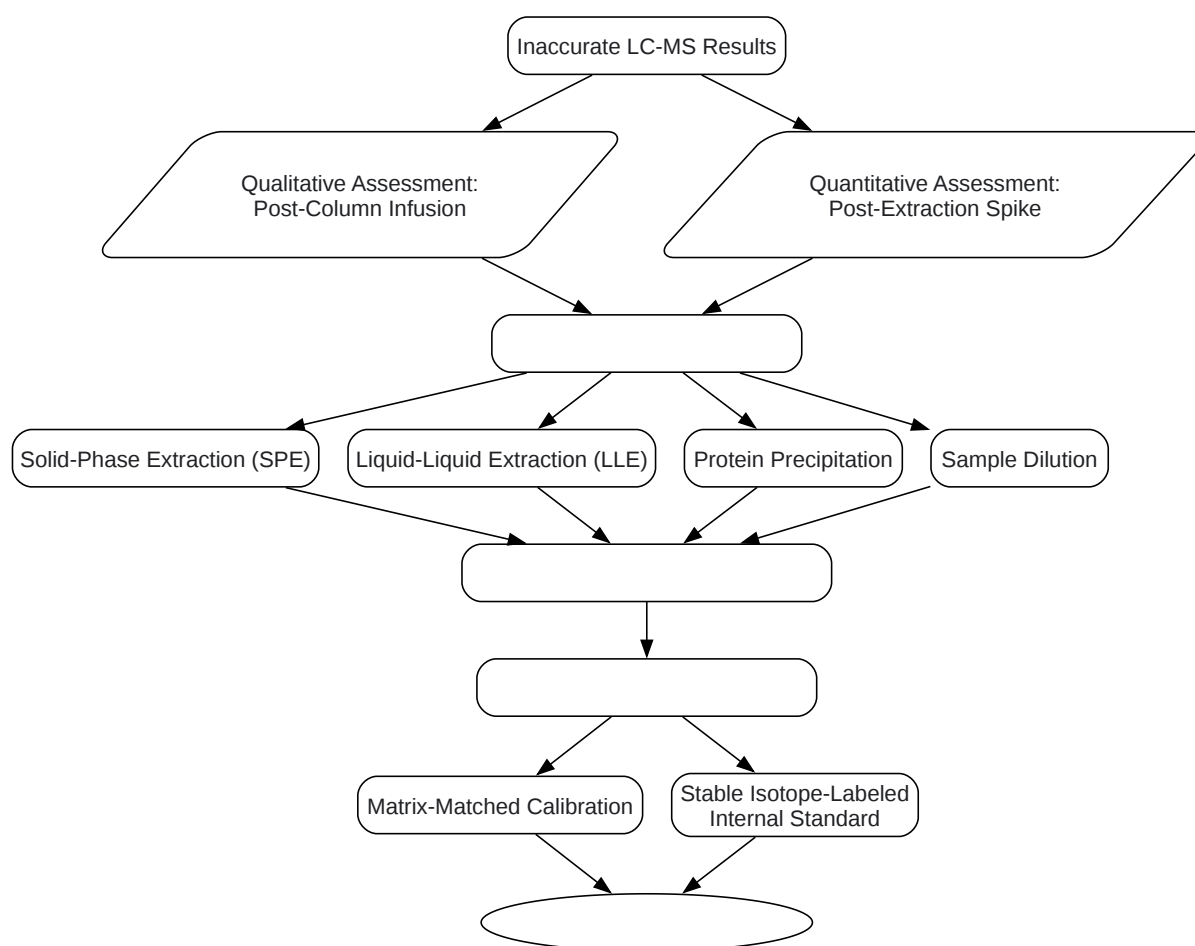 Inaccurate LC-MS Results
Qualitative Assessment:
Post-Column Infusion
Quantitative Assessment:
Post-Extraction Spike
Solid-Phase Extraction (SPE)
Liquid-Liquid Extraction (LLE)
Protein Precipitation
Sample Dilution
Matrix-Matched Calibration
Stable Isotope-Labeled
Internal Standard